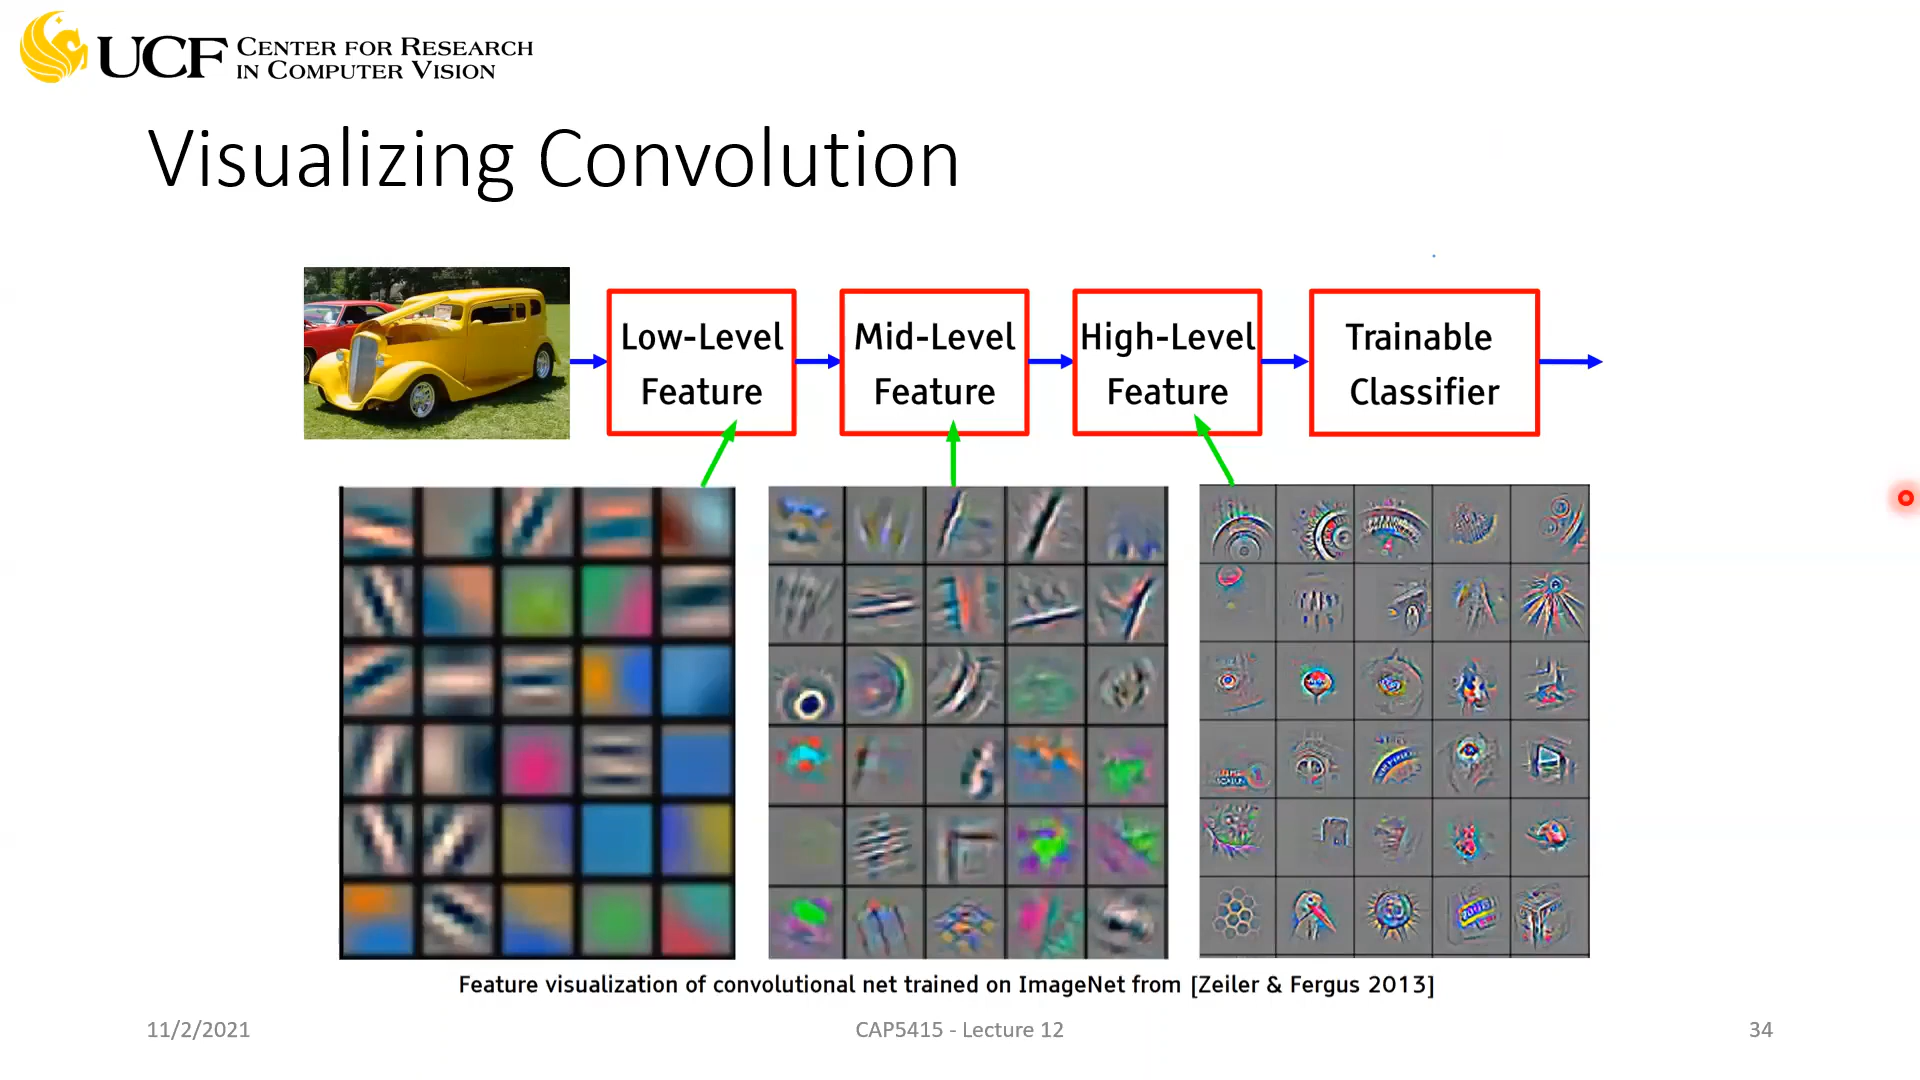 UCF CENTER FOR RESEARCH
IN COMPUTER VISION
Visualizing Convolution
Low-Level
Feature
Mid-Level
Feature
High-Level
Feature
Trainable
Classifier
Feature visualization of convolutional net trained on ImageNet from [Zeiler & Fergus 2013]
11/2/2021
CAP5415 - Lecture 12
34